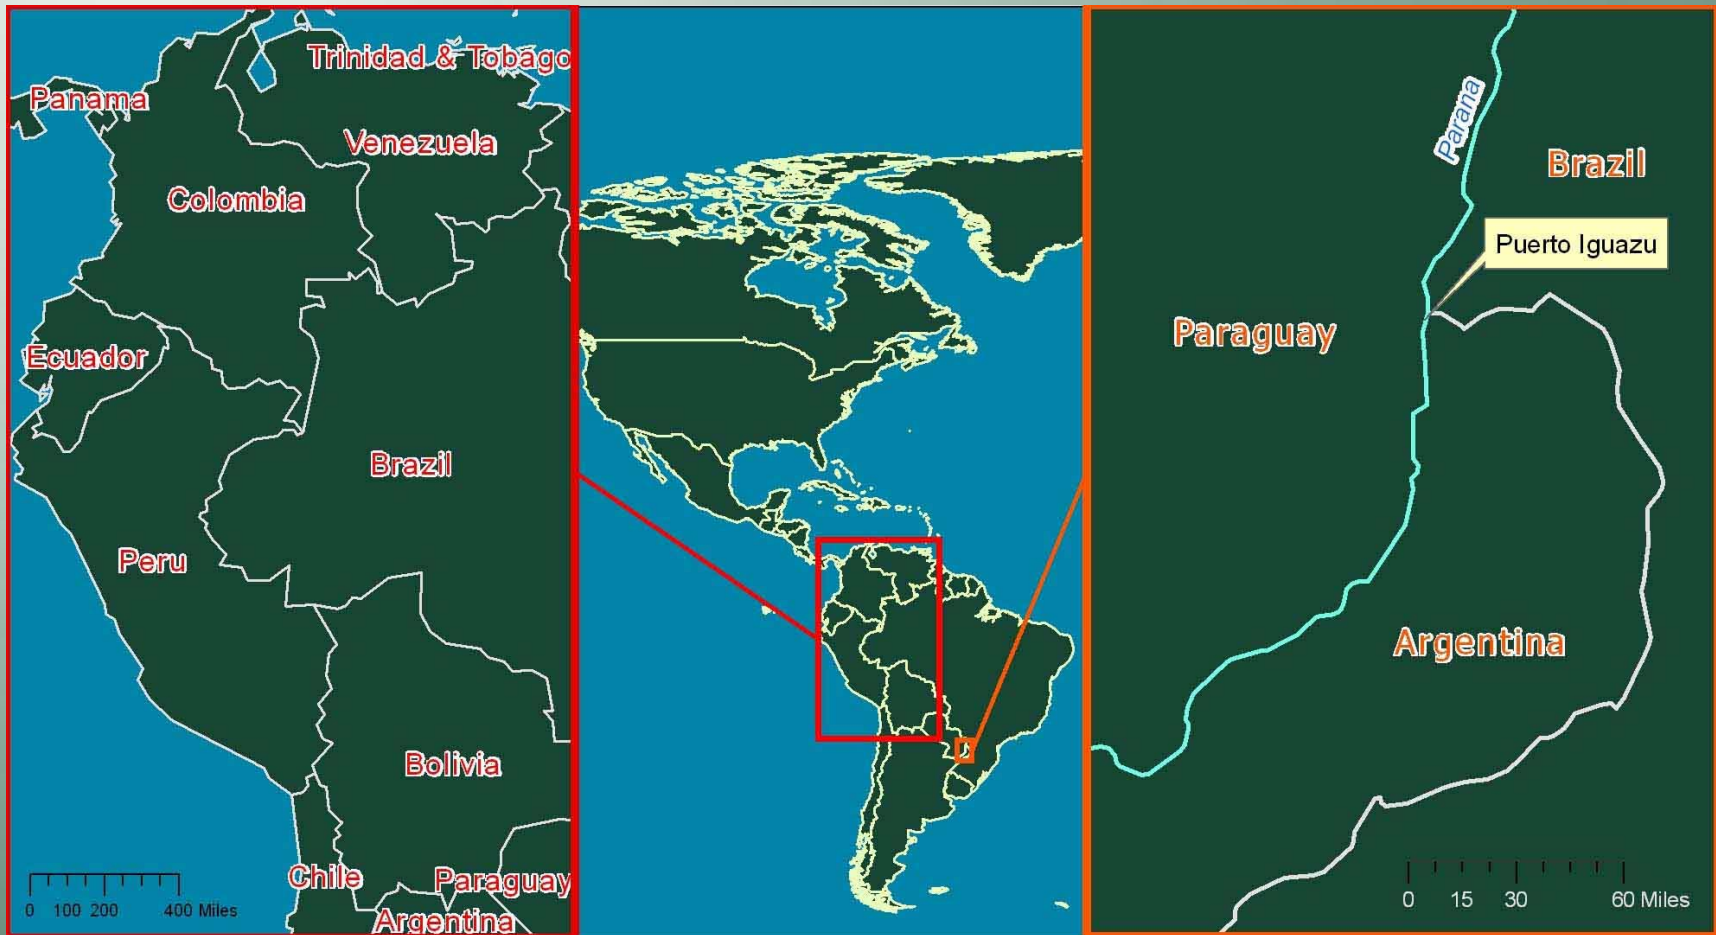 Trinidad & Tobago
Panama
Venezuela
Colombia
Ecuador
Brazil
Peru
Bolivia
Chile
Paraguay
Argentina
0 100 200 400 Miles
Parana
Brazil
Puerto Iguazu
Paraguay
Argentina
0 15 30 60 Miles